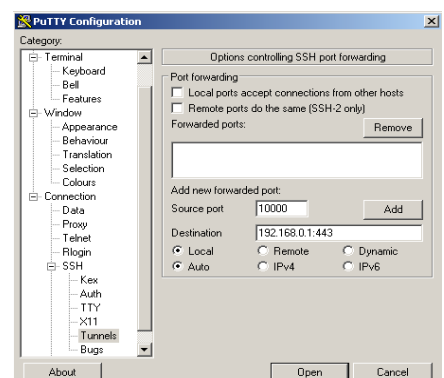 PuTTY Configuration
Category:
Terminal
Keyboard
Bell
Features
Window
Appearance
Behaviour
Translation
Selection
Colours
Connection
Data
Proxy
Telnet
Rlogin
SSH
Kex
Auth
TTY
X11
Tunnels
Bugs
Options controlling SSH port forwarding
Port forwarding
Local ports accept connections from other hosts
Remote ports do the same (SSH-2 only)
Forwarded ports:
Remove
Add new forwarded port:
Source port 10000 Add
Destination 192.168.0.1:443
Local Remote Dynamic
Auto IPv4 IPv6
About Open Cancel